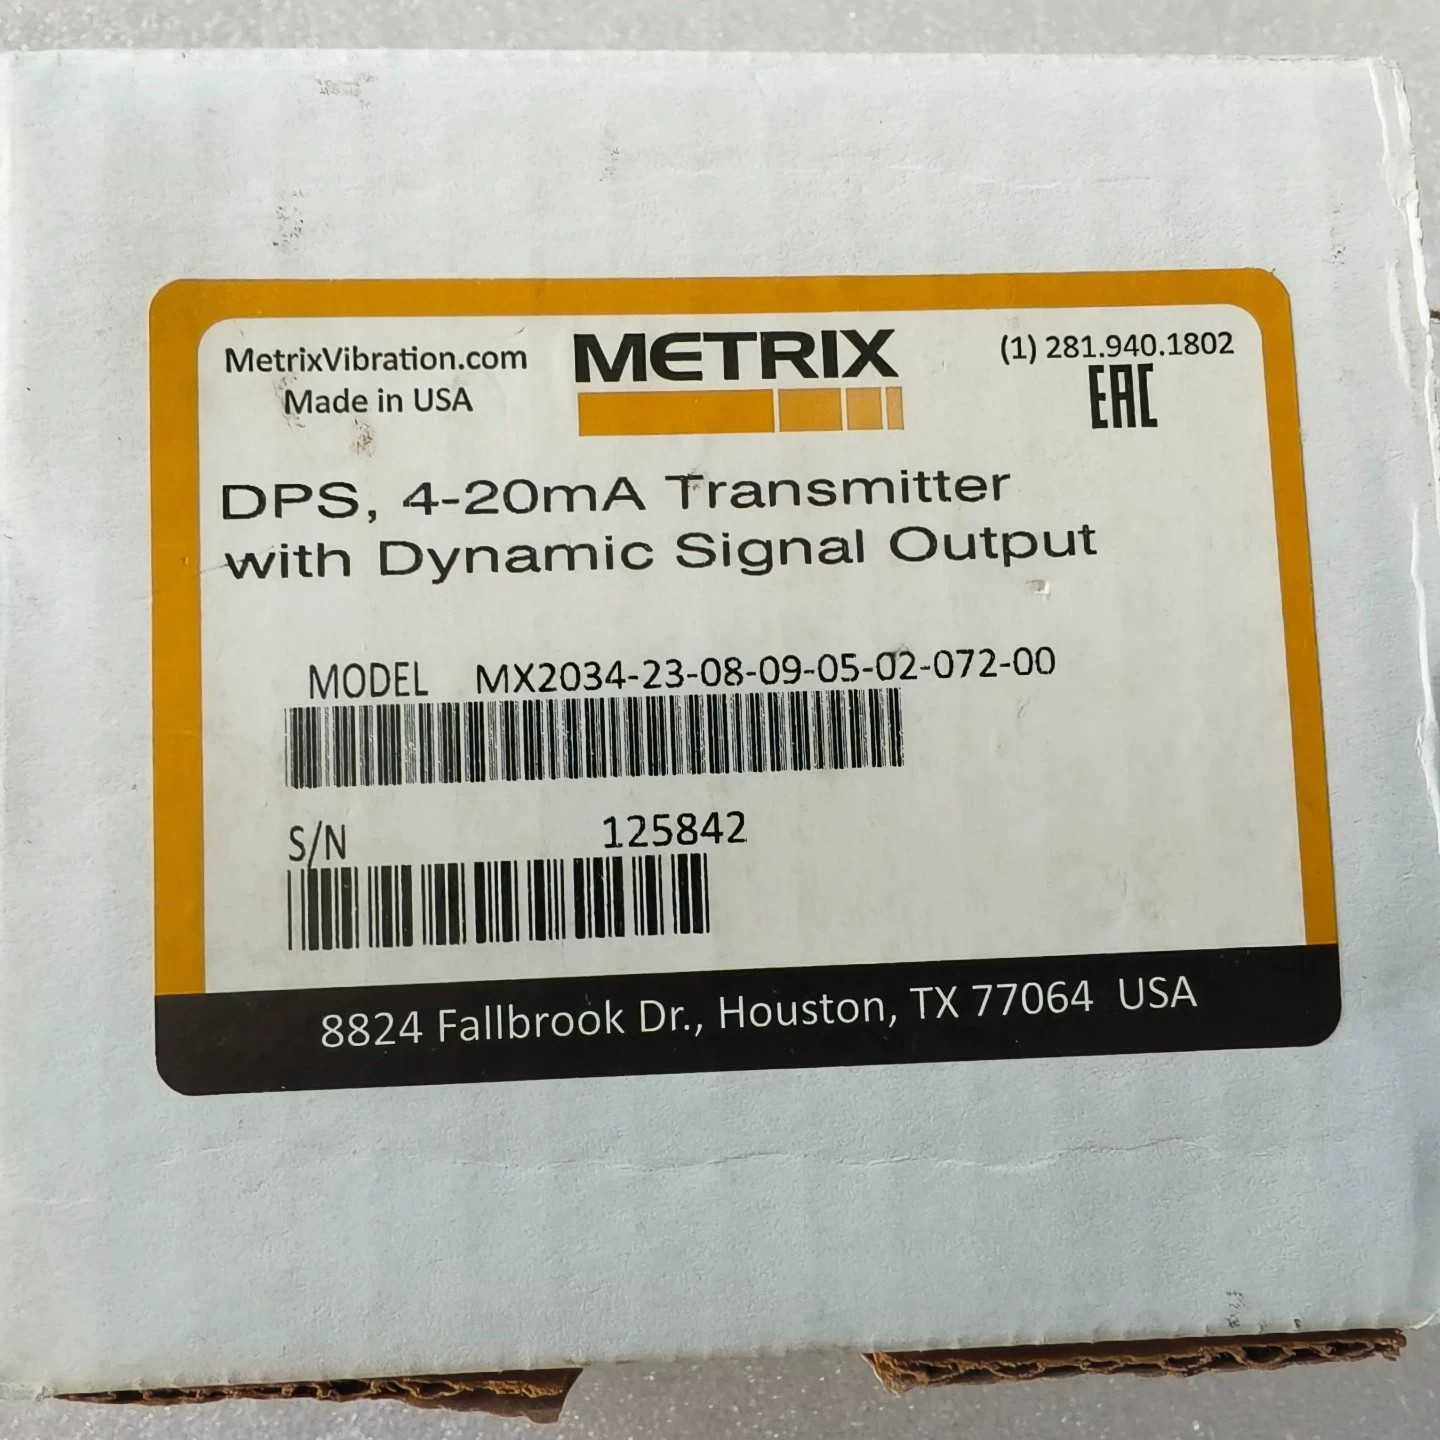 MetrixVibration.com
Made in USA
METRIX
(1) 281.940.1802
EAC
DPS, 4-20mA Transmitter
with Dynamic Signal Output
MODEL MX2034-23-08-09-05-02-072-00
S/N 125842
8824 Fallbrook Dr., Houston, TX 77064 USA